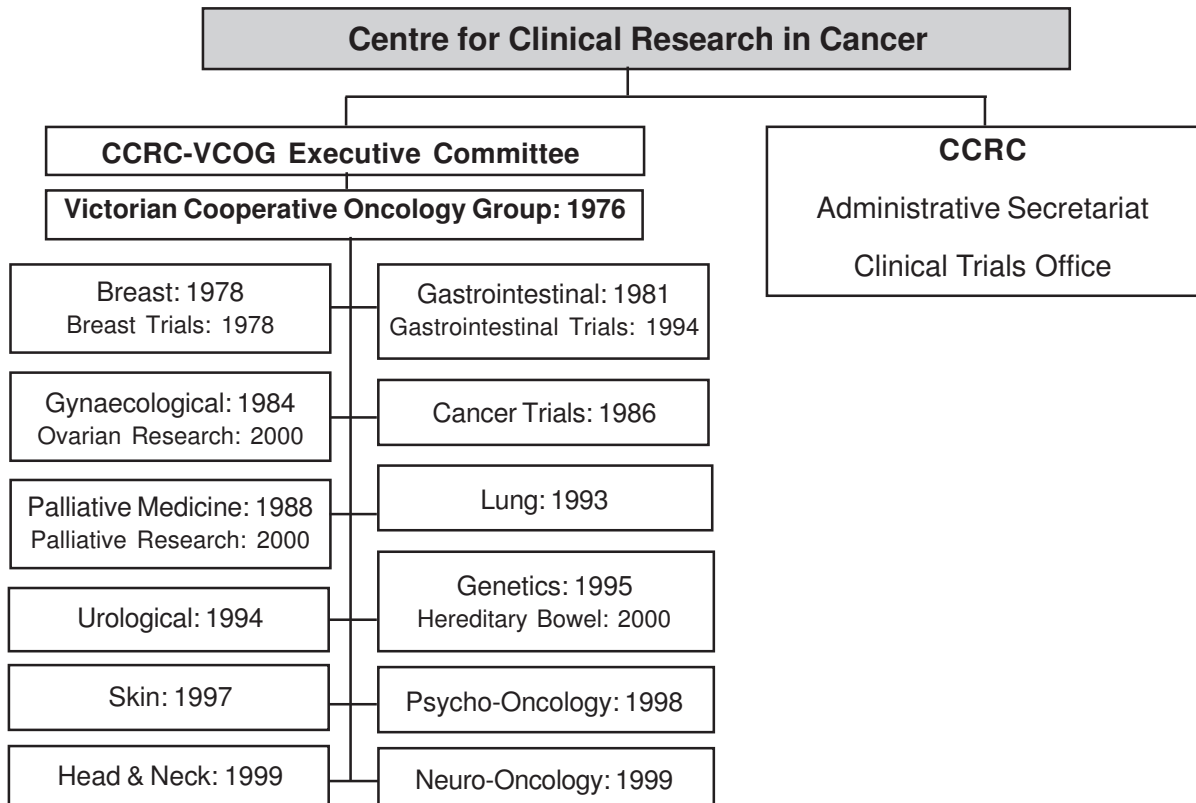 Centre for Clinical Research in Cancer
CCRC-VCOG Executive Committee
Victorian Cooperative Oncology Group: 1976
CCRC
Administrative Secretariat
Clinical Trials Office
Breast: 1978
Breast Trials: 1978
Gastrointestinal: 1981
Gastrointestinal Trials: 1994
Gynaecological: 1984
Ovarian Research: 2000
Cancer Trials: 1986
Palliative Medicine: 1988
Palliative Research: 2000
Lung: 1993
Urological: 1994
Genetics: 1995
Hereditary Bowel: 2000
Skin: 1997
Psycho-Oncology: 1998
Head & Neck: 1999
Neuro-Oncology: 1999